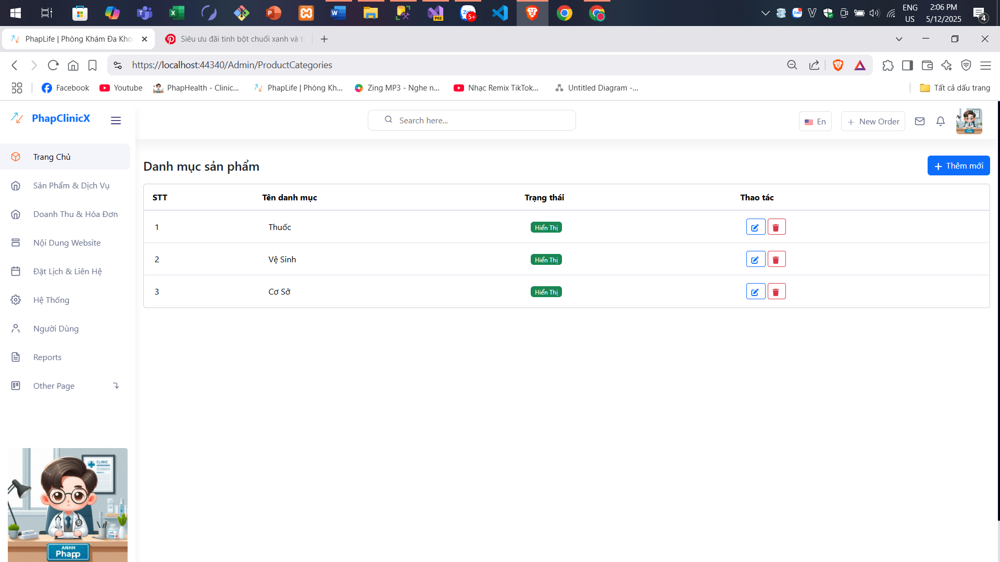 ENG
US
2:06 PM
5/12/2025
4
5+
PRE
PhapLife | Phòng Khám Đa Kho
Siêu ưu đãi tinh bột chuối xanh và ti
https://localhost:44340/Admin/ProductCategories
Facebook
Youtube
PhapHealth - Clinic...
PhapLife | Phòng Kh...
Zing MP3 - Nghe n...
Nhạc Remix TikTok...
Untitled Diagram -...
Tất cả dấu trang
PhapClinicX
Search here...
En
New Order
Trang Chủ
Sản Phẩm & Dịch Vụ
Doanh Thu & Hóa Đơn
Nội Dung Website
Đặt Lịch & Liên Hệ
Hệ Thống
Người Dùng
Reports
Other Page
Danh mục sản phẩm
Thêm mới
STT Tên danh mục Trạng thái Thao tác
1 Thuốc Hiển Thị
2 Vệ Sinh Hiển Thị
3 Cơ Sở Hiển Thị
CLINIC
ANHH
Phapp